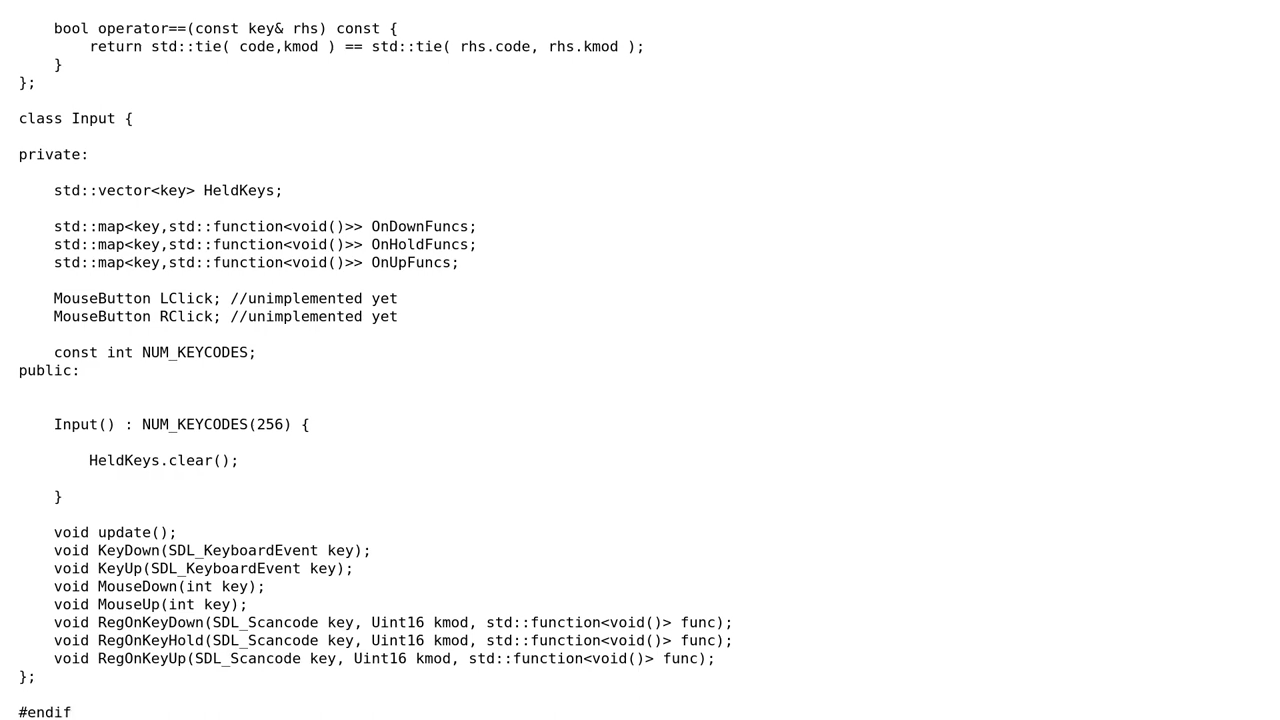 bool operator==(const key& rhs) const {
        return std::tie( code,kmod ) == std::tie( rhs.code, rhs.kmod );
    }
};

class Input {

private:

    std::vector<key> HeldKeys;

    std::map<key,std::function<void()>> OnDownFuncs;
    std::map<key,std::function<void()>> OnHoldFuncs;
    std::map<key,std::function<void()>> OnUpFuncs;

    MouseButton LClick; //unimplemented yet
    MouseButton RClick; //unimplemented yet

    const int NUM_KEYCODES;
public:


    Input() : NUM_KEYCODES(256) {

        HeldKeys.clear();

    }

    void update();
    void KeyDown(SDL_KeyboardEvent key);
    void KeyUp(SDL_KeyboardEvent key);
    void MouseDown(int key);
    void MouseUp(int key);
    void RegOnKeyDown(SDL_Scancode key, Uint16 kmod, std::function<void()> func);
    void RegOnKeyHold(SDL_Scancode key, Uint16 kmod, std::function<void()> func);
    void RegOnKeyUp(SDL_Scancode key, Uint16 kmod, std::function<void()> func);
};

#endif